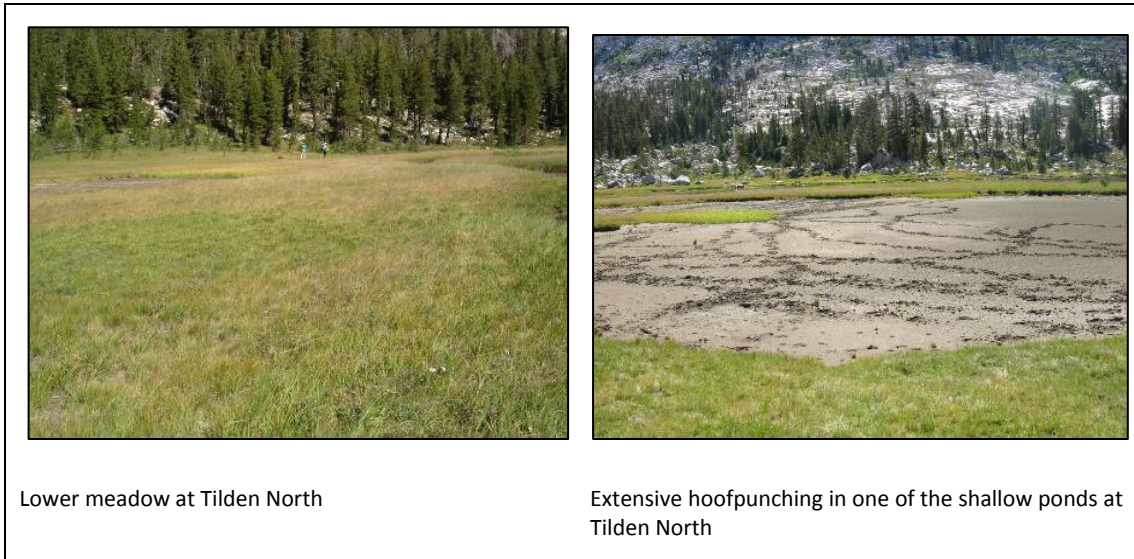 Lower meadow at Tilden North
Extensive hoofpunching in one of the shallow ponds at
Tilden North